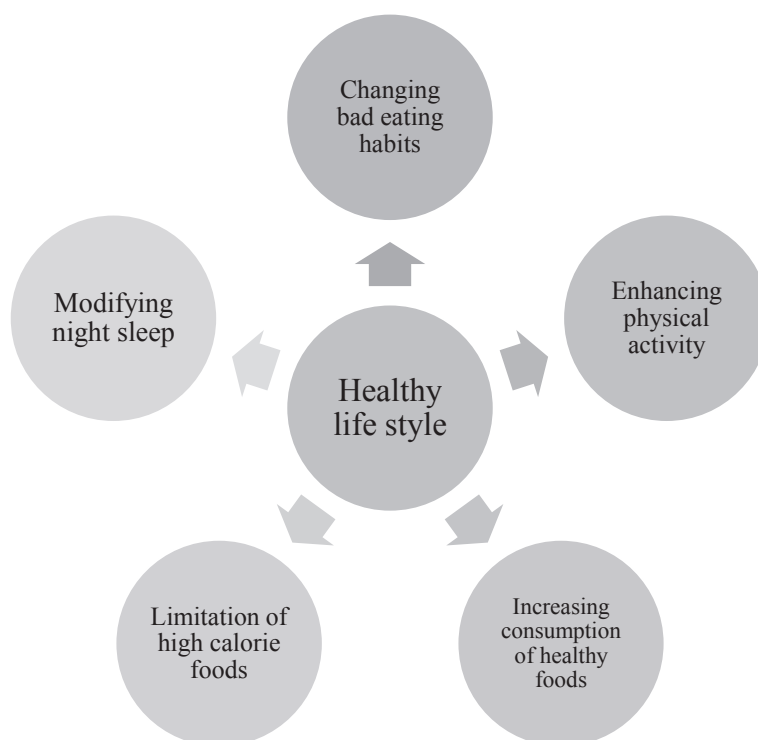 Changing
bad eating
habits
Modifying
night sleep
Enhancing
physical
activity
Healthy
life style
Limitation of
high calorie
foods
Increasing
consumption
of healthy
foods